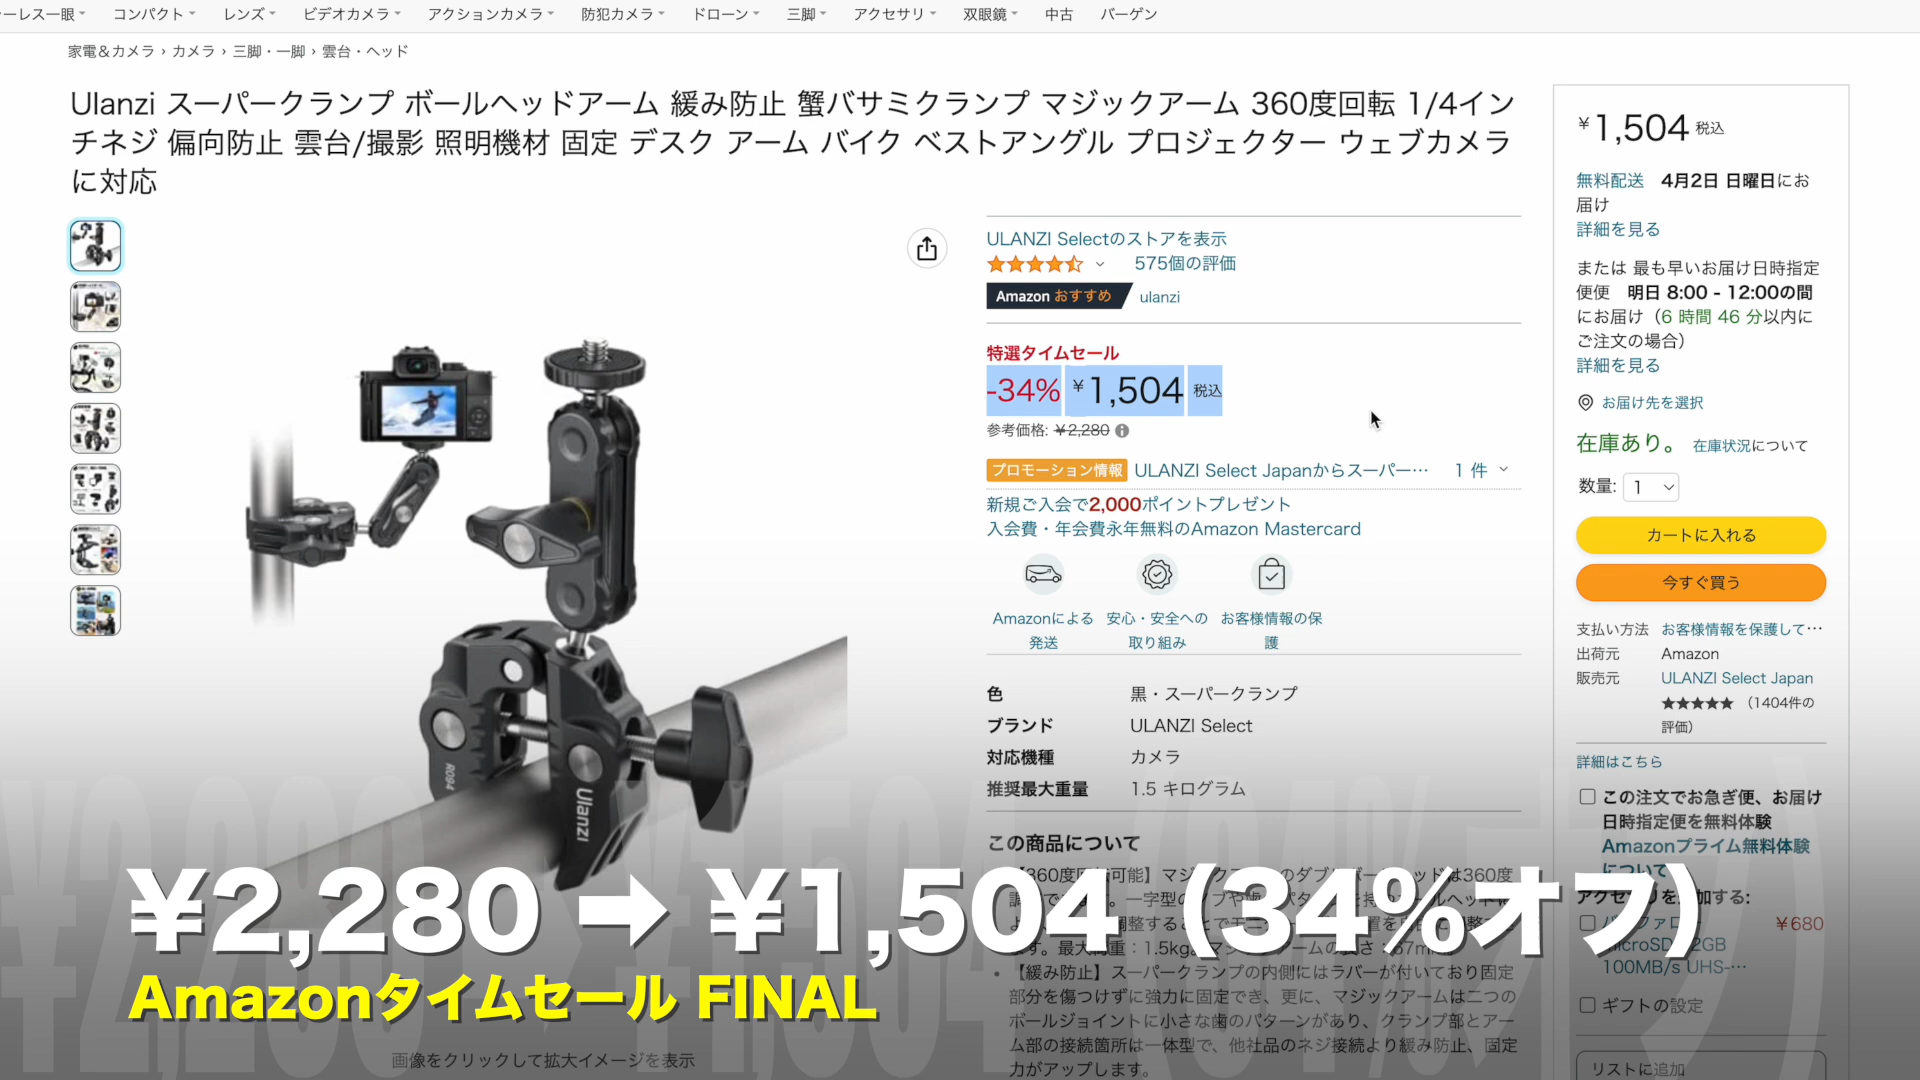 ーレス一眼 コンパクト レンズ ビデオカメラ アクションカメラ 防犯カメラ ドローン 三脚 アクセサリ 双眼鏡 中古 バーゲン
家電＆カメラ › カメラ › 三脚・一脚 › 雲台・ヘッド
Ulanzi スーパークランプ ボールヘッドアーム 緩み防止 蟹バサミクランプ マジックアーム 360度回転 1/4イン
チネジ 偏向防止 雲台/撮影 照明機材 固定 デスク アーム バイク ベストアングル プロジェクター ウェブカメラ
に対応
ULANZI Selectのストアを表示
575個の評価
Amazon おすすめ ulanzi
特選タイムセール
-34% ￥1,504 税込
参考価格: ￥2,280
プロモーション情報 ULANZI Select Japanからスーパー… 1 件
新規ご入会で2,000ポイントプレゼント
入会費・年会費永年無料のAmazon Mastercard
Amazonによる発送
安心・安全への取り組み
お客様情報の保護
色 黒・スーパークランプ
ブランド ULANZI Select
対応機種 カメラ
推奨最大重量 1.5 キログラム
この商品について
【緩み防止】スーパークランプの内側にはラバーが付いており固定
部分を傷つけずに強力に固定でき、更に、マジックアームは二つの
ボールジョイントに小さな歯のパターンがあり、クランプ部とアー
ム部の接続箇所は一体型で、他社品のネジ接続より緩み防止、固定
力がアップします。
R094
Ulanzi
画像をクリックして拡大イメージを表示
￥1,504 税込
無料配送 4月2日 日曜日にお
届け
詳細を見る
または 最も早いお届け日時指定
便便 明日 8:00 - 12:00の間
にお届け（6 時間 46 分以内に
ご注文の場合）
詳細を見る
お届け先を選択
在庫あり。 在庫状況について
数量: 1
カートに入れる
今すぐ買う
支払い方法 お客様情報を保護して…
出荷元 Amazon
販売元 ULANZI Select Japan
★★★★★ （1404件の
評価）
詳細はこちら
この注文でお急ぎ便、お届け
日時指定便を無料体験
Amazonプライム無料体験
について
￥680
100MB/s UHS-…
ギフトの設定
リストに追加
¥2,280 ➡ ¥1,504（34%オフ）
Amazonタイムセール FINAL